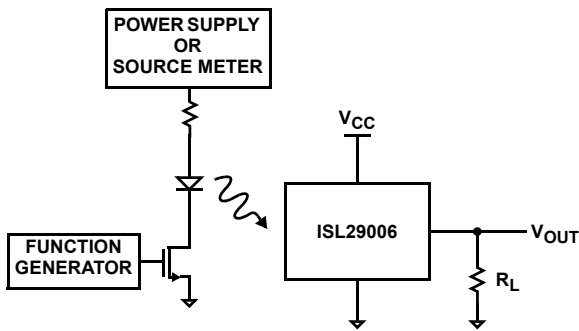 POWER SUPPLY
OR
SOURCE METER
VCC
ISL29006
VOUT
FUNCTION
GENERATOR
RL